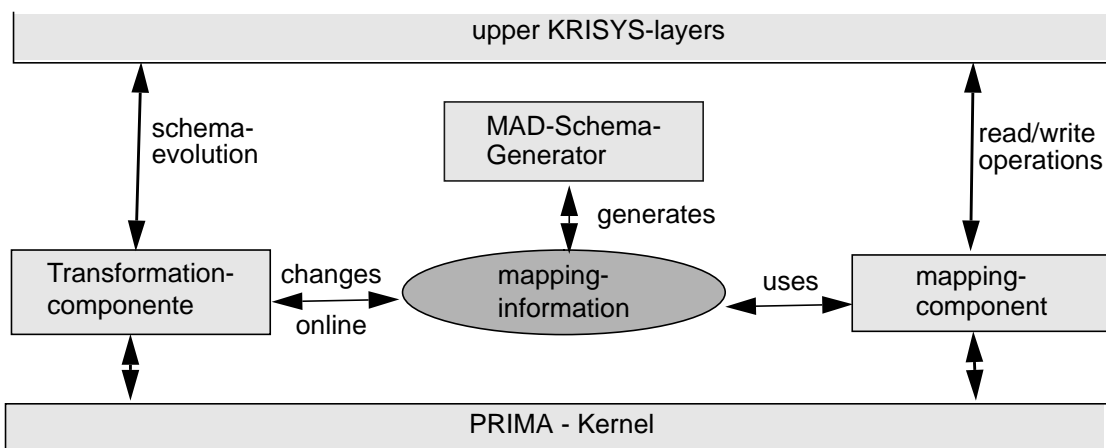 upper KRISYS-layers
schema-
evolution
MAD-Schema-
Generator
read/write
operations
generates
Transformation-
componente
changes
online
mapping-
information
uses
mapping-
component
PRIMA - Kernel